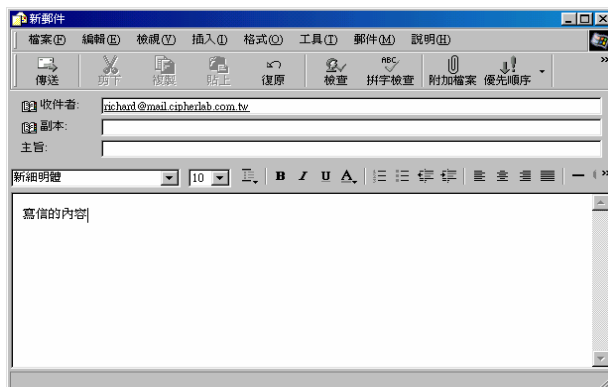 新郵件
檔案(F) 編輯(E) 檢視(V) 插入(I) 格式(O) 工具(T) 郵件(M) 說明(H)
傳送 剪下 複製 貼上 復原 檢查 ABC 拼字檢查 附加檔案 優先順序
收件者: richard@mail.cipherlab.com.tw
副本:
主旨:
新細明體 10 B I U A
寫信的內容